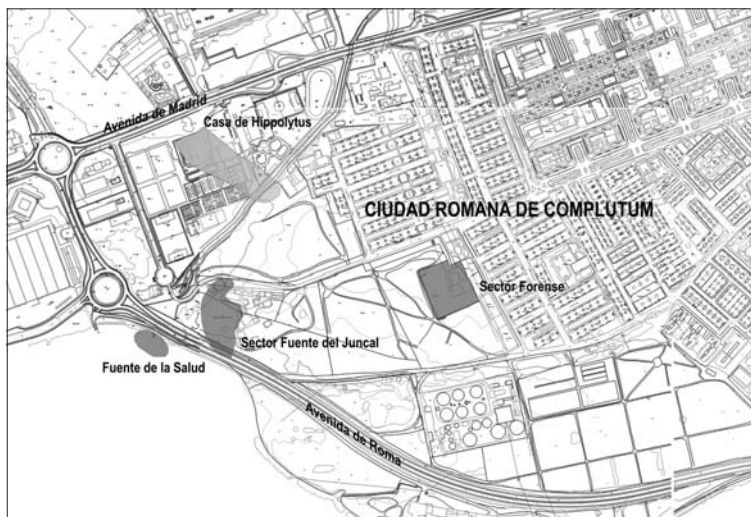 Avenida de Madrid
Casa de Hippolytus
CIUDAD ROMANA DE COMPLUTUM
Sector Forense
Sector Fuente del Juncal
Fuente de la Salud
Avenida de Roma